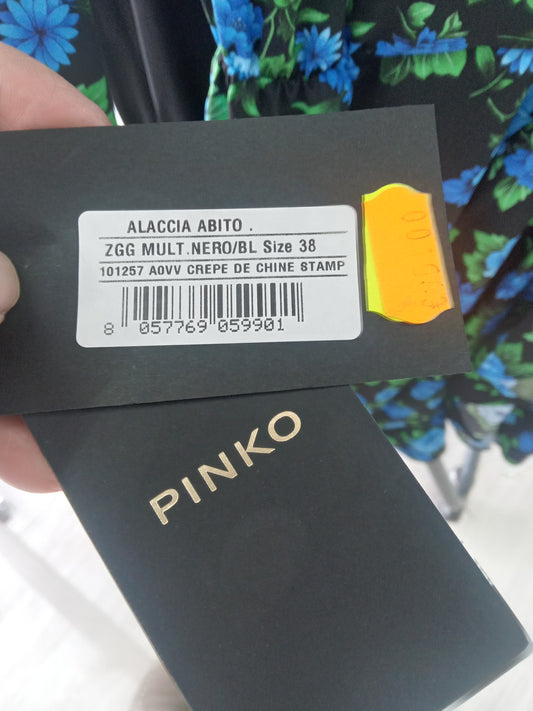 ALACCIA ABITO .
ZGG MULT.NERO/BL Size 38
101257 A0VV CREPE DE CHINE STAMP
8 057769 059901
PINKO